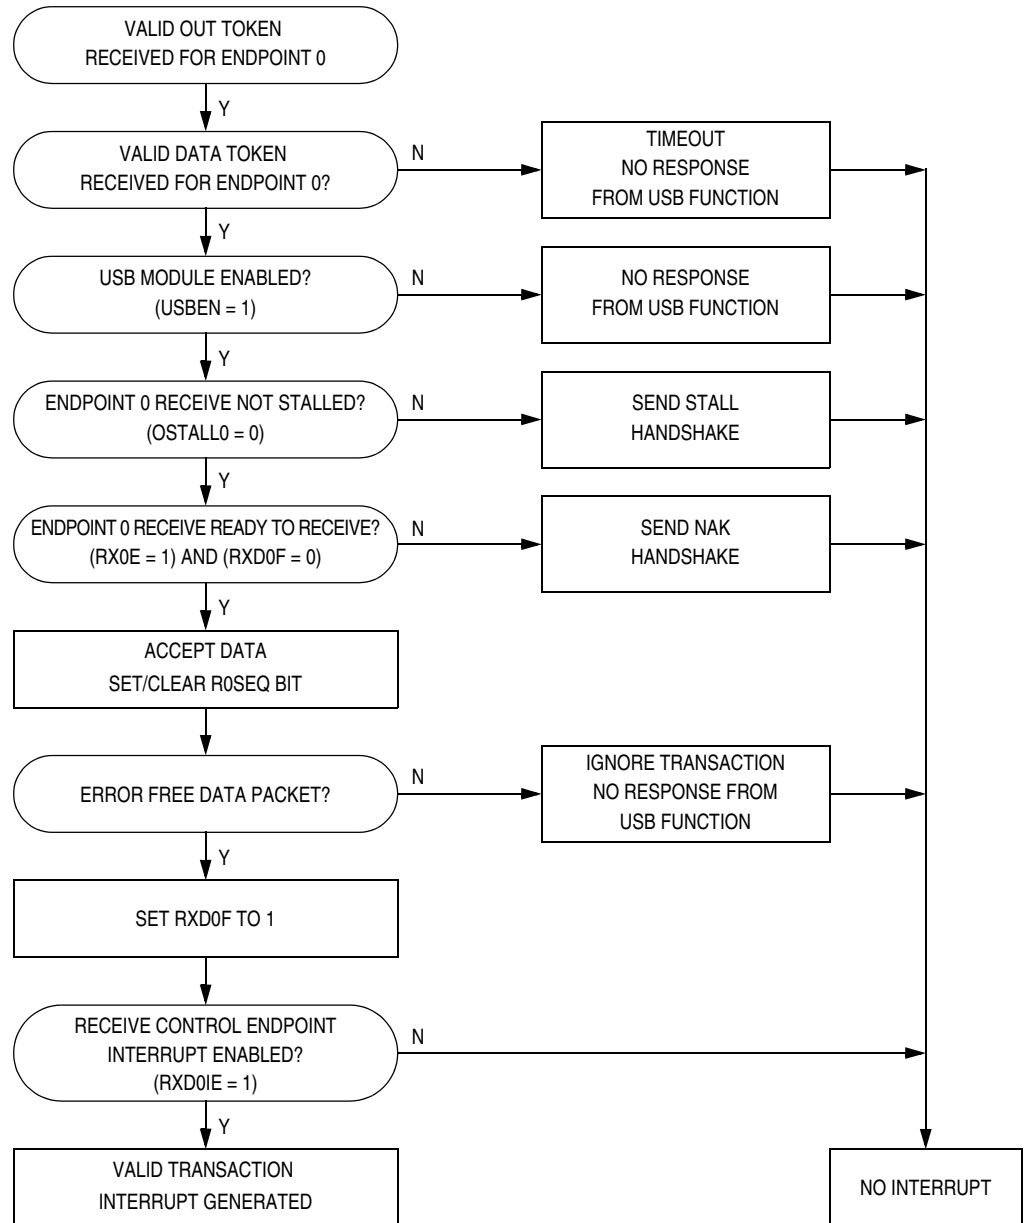 VALID OUT TOKEN
RECEIVED FOR ENDPOINT 0
Y
VALID DATA TOKEN
RECEIVED FOR ENDPOINT 0?
N
TIMEOUT
NO RESPONSE
FROM USB FUNCTION
Y
USB MODULE ENABLED?
(USBEN = 1)
N
NO RESPONSE
FROM USB FUNCTION
Y
ENDPOINT 0 RECEIVE NOT STALLED?
(OSTALL0 = 0)
N
SEND STALL
HANDSHAKE
Y
ENDPOINT 0 RECEIVE READY TO RECEIVE?
(RX0E = 1) AND (RXD0F = 0)
N
SEND NAK
HANDSHAKE
Y
ACCEPT DATA
SET/CLEAR R0SEQ BIT
ERROR FREE DATA PACKET?
N
IGNORE TRANSACTION
NO RESPONSE FROM
USB FUNCTION
Y
SET RXD0F TO 1
RECEIVE CONTROL ENDPOINT
INTERRUPT ENABLED?
(RXD0IE = 1)
N
Y
VALID TRANSACTION
INTERRUPT GENERATED
NO INTERRUPT